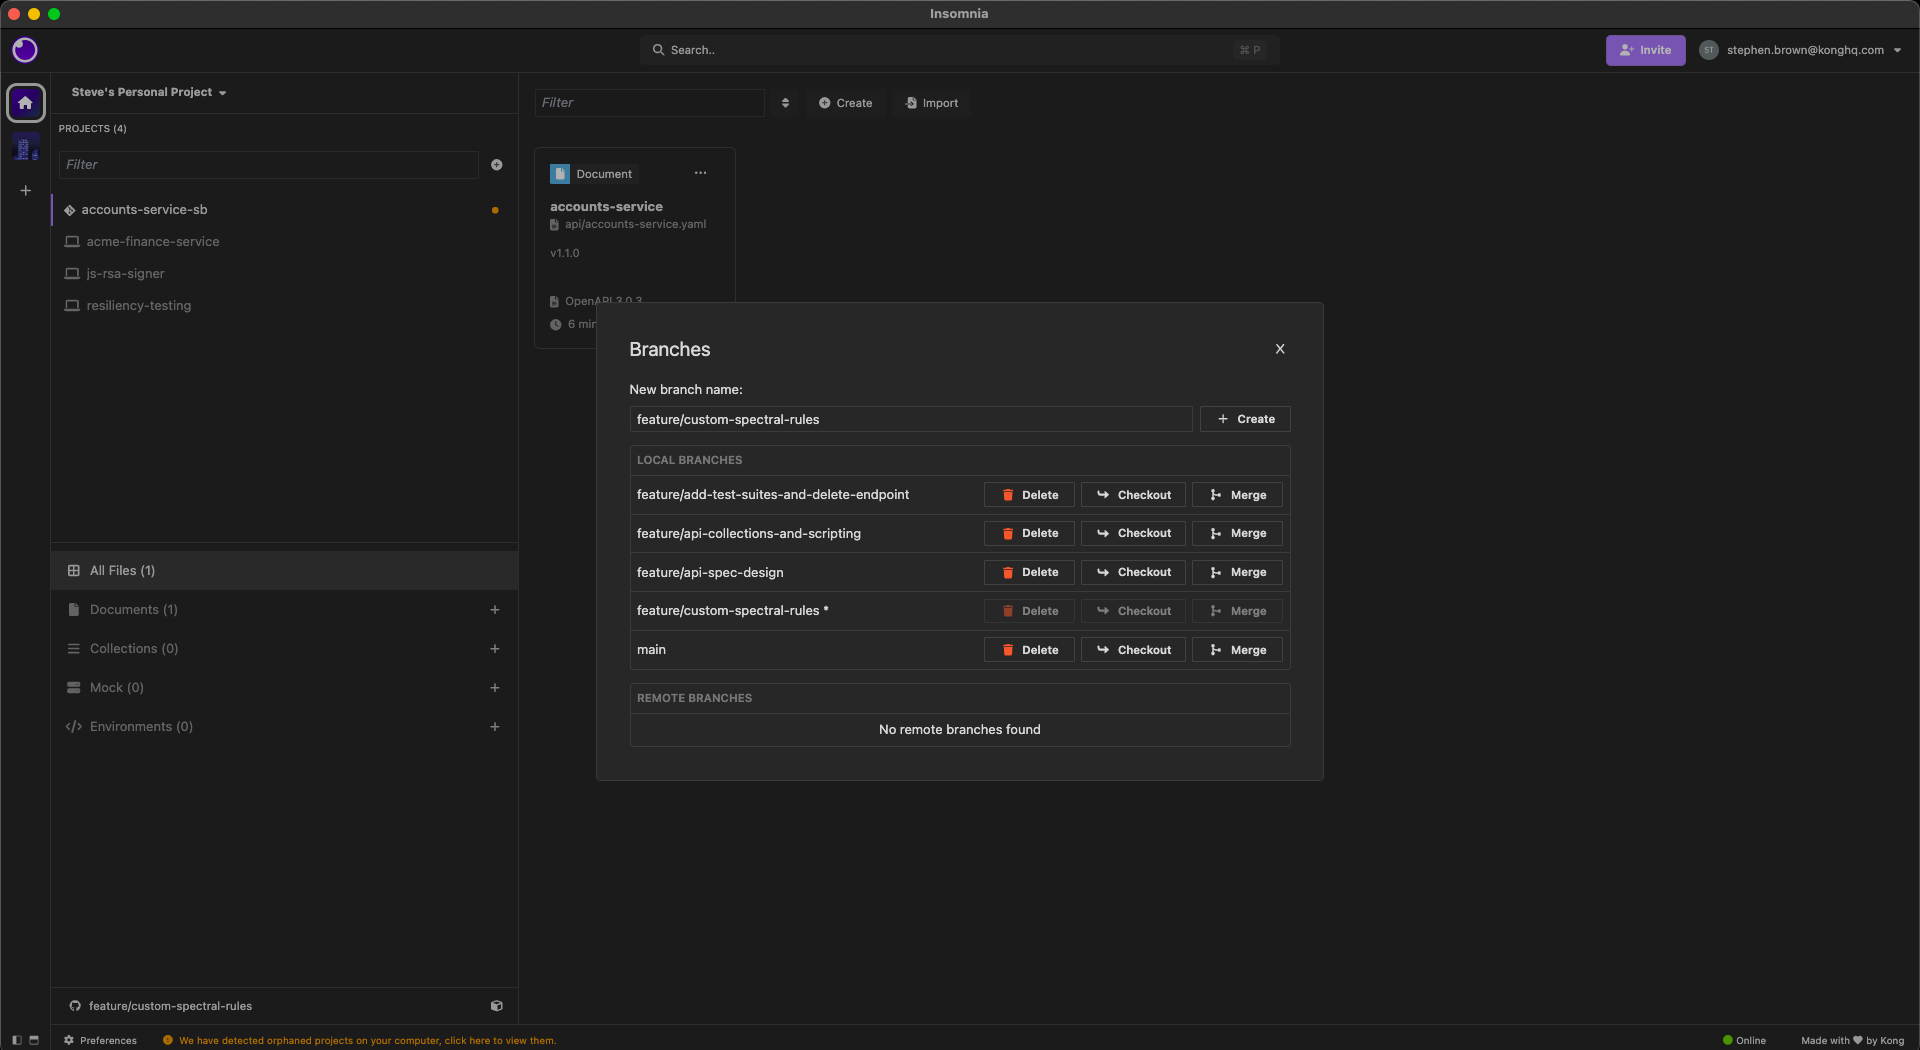 Insomnia
Search..
⌘ P
Invite
ST
stephen.brown@konghq.com
Steve's Personal Project
PROJECTS (4)
Filter
accounts-service-sb
acme-finance-service
js-rsa-signer
resiliency-testing
All Files (1)
Documents (1)
Collections (0)
Mock (0)
Environments (0)
feature/custom-spectral-rules
Filter
Create
Import
Document
accounts-service
api/accounts-service.yaml
v1.1.0
OpenAPI 3.0.3
6 min
Branches
X
New branch name:
feature/custom-spectral-rules
Create
LOCAL BRANCHES
feature/add-test-suites-and-delete-endpoint Delete Checkout Merge
feature/api-collections-and-scripting Delete Checkout Merge
feature/api-spec-design Delete Checkout Merge
feature/custom-spectral-rules * Delete Checkout Merge
main Delete Checkout Merge
REMOTE BRANCHES
No remote branches found
Preferences
We have detected orphaned projects on your computer, click here to view them.
Online
Made with ♥ by Kong